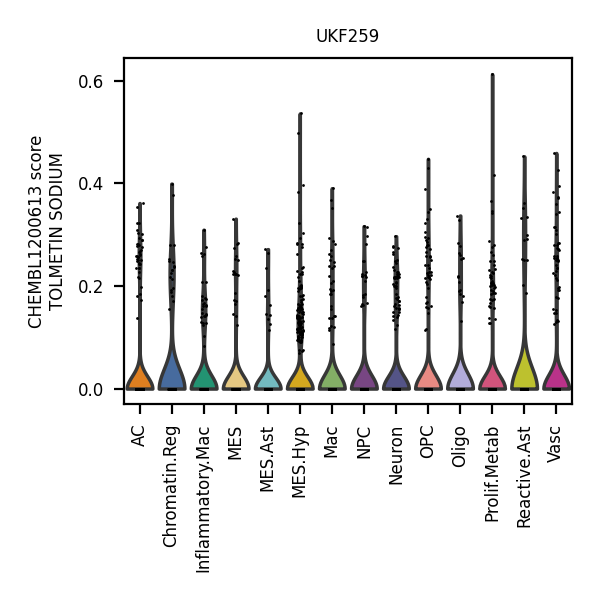 UKF259
CHEMBL1200613 score
TOLMETIN SODIUM
0.6
0.4
0.2
0.0
AC
Chromatin.Reg
Inflammatory.Mac
MES
MES.Ast
MES.Hyp
Mac
NPC
Neuron
OPC
Oligo
Prolif.Metab
Reactive.Ast
Vasc